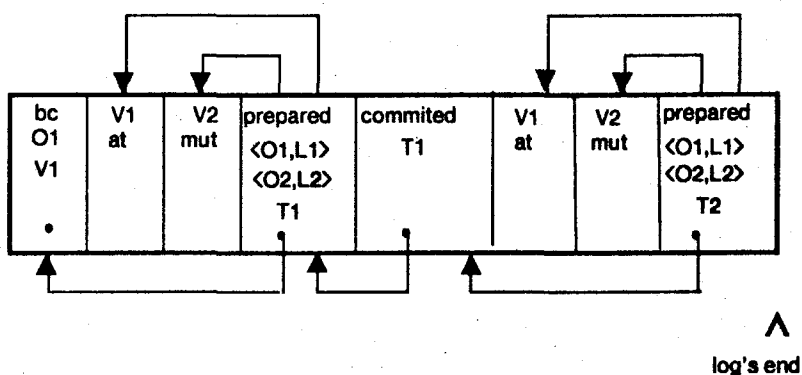 bc
O1
V1
V1
at
V2
mut
prepared
<O1,L1>
<O2,L2>
T1
commited
T1
V1
at
V2
mut
prepared
<O1,L1>
<O2,L2>
T2
log's end